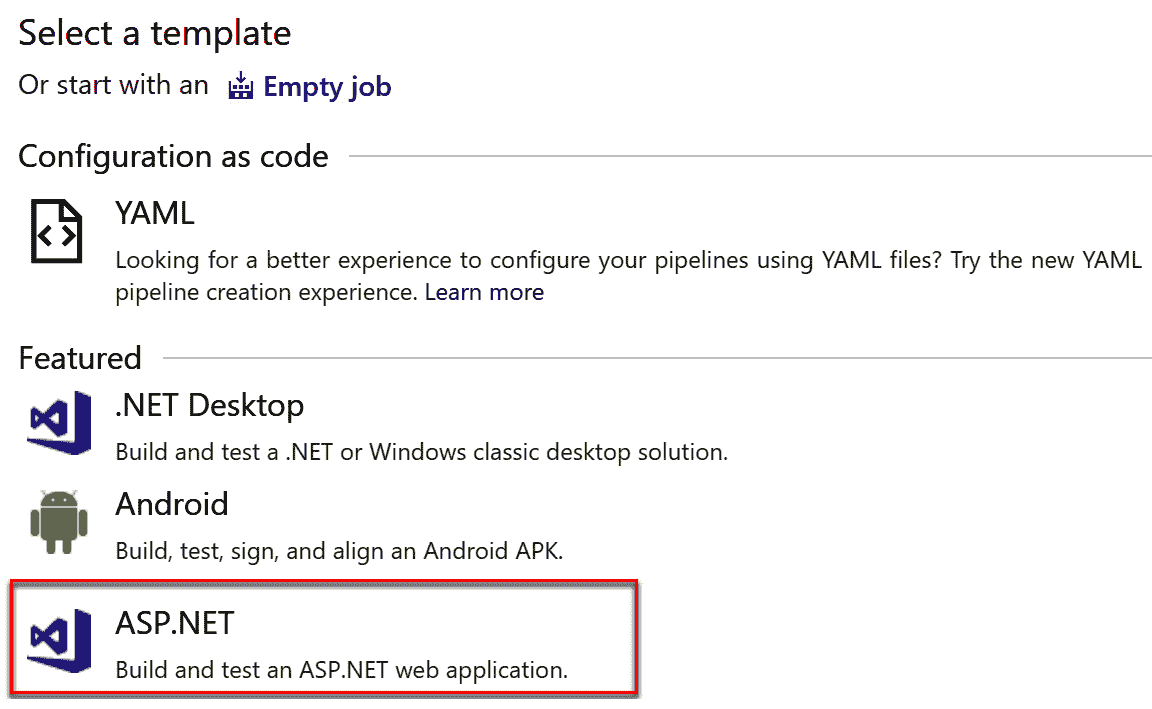 Select a template
Or start with an Empty job
Configuration as code
YAML
Looking for a better experience to configure your pipelines using YAML files? Try the new YAML
pipeline creation experience. Learn more
Featured
.NET Desktop
Build and test a .NET or Windows classic desktop solution.
Android
Build, test, sign, and align an Android APK.
ASP.NET
Build and test an ASP.NET web application.